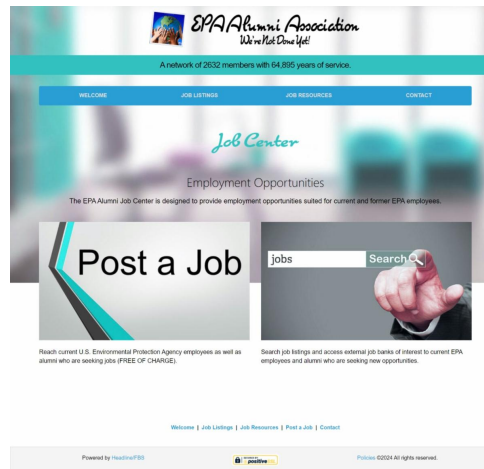 EPA Alumni Association
We're Not Done Yet!
A network of 2632 members with 64,895 years of service.
WELCOME JOB LISTINGS JOB RESOURCES CONTACT
Job Center
Employment Opportunities
The EPA Alumni Job Center is designed to provide employment opportunities suited for current and former EPA employees.
Post a Job
jobs Search
Reach current U.S. Environmental Protection Agency employees as well as
alumni who are seeking jobs (FREE OF CHARGE).
Search job listings and access external job banks of interest to current EPA
employees and alumni who are seeking new opportunities.
Welcome | Job Listings | Job Resources | Post a Job | Contact
Powered by HeadlineFBS
positive
Policies ©2024 All rights reserved.